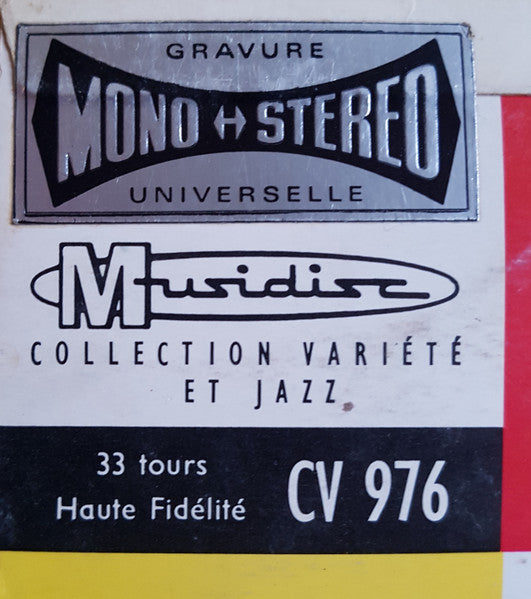 GRAVURE
MONO ↔ STEREO
UNIVERSELLE
Musidisc
COLLECTION VARIÉTÉ
ET JAZZ
33 tours
Haute Fidélité
CV 976